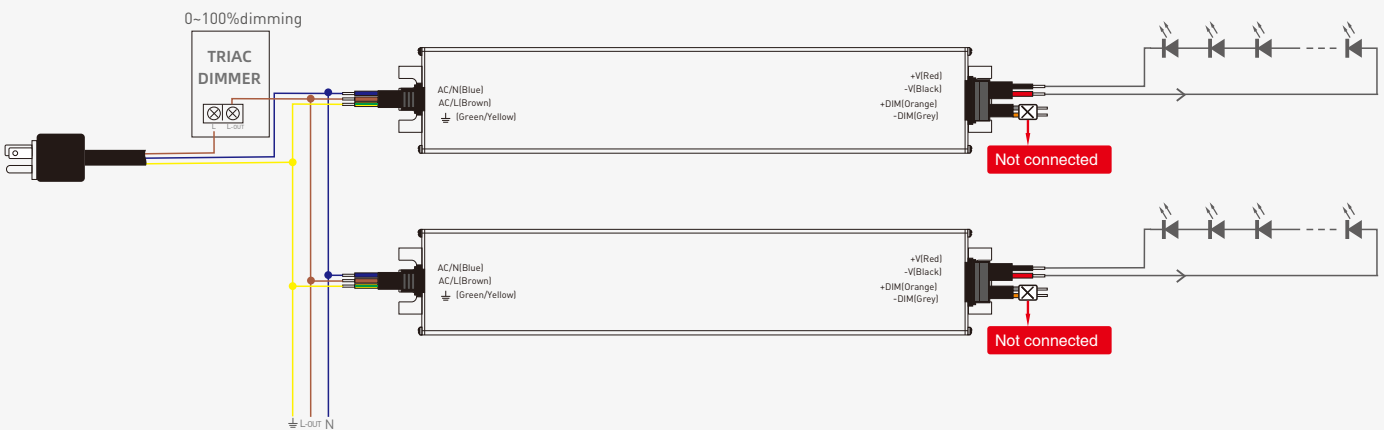 0~100%dimming
TRIAC
DIMMER
L L-OUT
AC/N(Blue)
AC/L(Brown)
(Green/Yellow)
+V(Red)
-V(Black)
+DIM(Orange)
-DIM(Grey)
Not connected
AC/N(Blue)
AC/L(Brown)
(Green/Yellow)
+V(Red)
-V(Black)
+DIM(Orange)
-DIM(Grey)
Not connected
L-OUT N